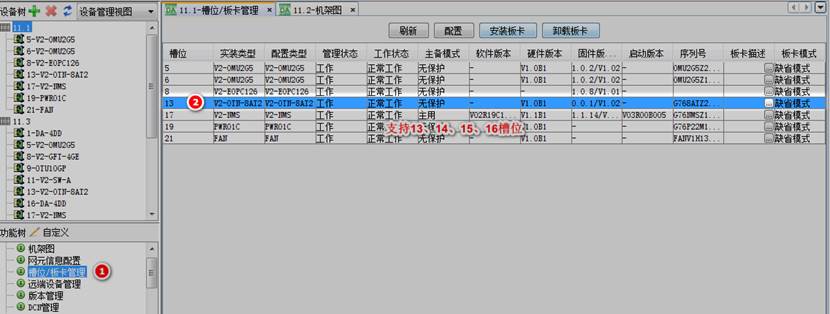 设备树 设备管理视图
11.1-槽位/板卡管理 11.2-机架图
11.1
5-V2-OMU2G5
6-V2-OMU2G5
8-V2-EOPC126
13-V2-OTN-8AT2
17-V2-NMS
19-PWR01C
21-FAN
11.3
1-DA-4DD
5-V2-OMU2G5
8-V2-GPI-4GE
9-OTU10GP
11-V2-SW-A
13-V2-OTN-8AT2
16-DA-4DD
17-V2-NMS
功能树 自定义
机架图
网元信息配置
槽位/板卡管理 1
远端设备管理
版本管理
DCN管理
刷新 配置 安装板卡 卸载板卡
槽位 实装类型 配置类型 管理状态 工作状态 主备模式 软件版本 硬件版本 固件版... 启动版本 序列号 板卡描述 板卡模式
5 V2-OMU2G5 V2-OMU2G5 工作 正常工作 无保护 - V1.0B1 1.0.2/V1.02 - OMU2G5Z2... ... 缺省模式
6 V2-OMU2G5 V2-OMU2G5 工作 正常工作 无保护 - V1.0B1 1.0.2/V1.02 - OMU2G5Z1... ... 缺省模式
8 V2-EOPC126 V2-EOPC126 工作 正常工作 无保护 - - 1.0.8/V1.01 - - ... 缺省模式
13 2 V2-OTN-8AT2 V2-OTN-8AT2 工作 正常工作 无保护 - V1.0B1 0.0.1/V1.02 - G768AIZ2... ... 缺省模式
17 V2-NMS V2-NMS 工作 正常工作 主用 V02R19C1... V1.1B1 1.1.14/V... V03R00B005 G76NMSZ1... ... 缺省模式
支持13、14、15、16槽位
19 PWR01C PWR01C 工作 正常工作 无保护 - V1.0B1 - - G76P22M1... ... 缺省模式
21 FAN FAN 工作 正常工作 无保护 - V1.0B1 - - FANV1H13... ... 缺省模式